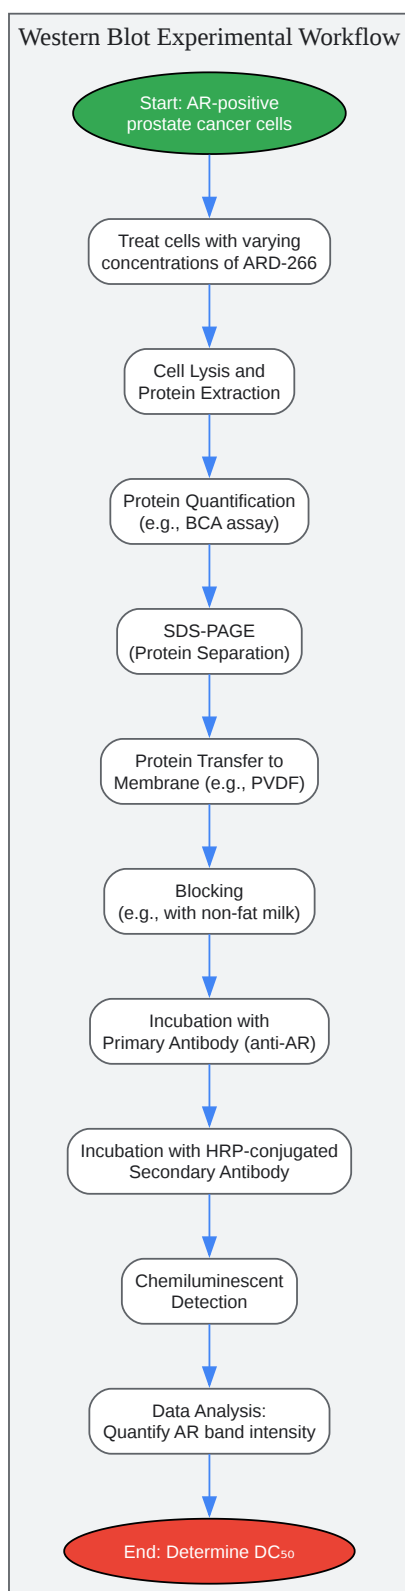 Western Blot Experimental Workflow
Start: AR-positive
prostate cancer cells
Treat cells with varying
concentrations of ARD-266
Cell Lysis and
Protein Extraction
Protein Quantification
(e.g., BCA assay)
SDS-PAGE
(Protein Separation)
Protein Transfer to
Membrane (e.g., PVDF)
Blocking
(e.g., with non-fat milk)
Incubation with
Primary Antibody (anti-AR)
Incubation with HRP-conjugated
Secondary Antibody
Chemiluminescent
Detection
Data Analysis:
Quantify AR band intensity
End: Determine DC₅₀